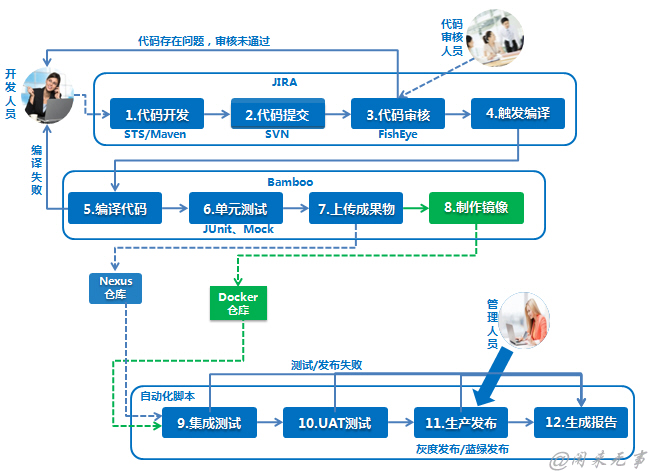 代码存在问题，审核未通过
代码
审核
人员
开发人员
JIRA
1.代码开发
2.代码提交
3.代码审核
4.触发编译
STS/Maven
SVN
FishEye
编译失败
Bamboo
5.编译代码
6.单元测试
7.上传成果物
8.制作镜像
JUnit、Mock
Nexus
仓库
Docker
仓库
管理人员
测试/发布失败
自动化脚本
9.集成测试
10.UAT测试
11.生产发布
12.生成报告
灰度发布/蓝绿发布
@闲来无事